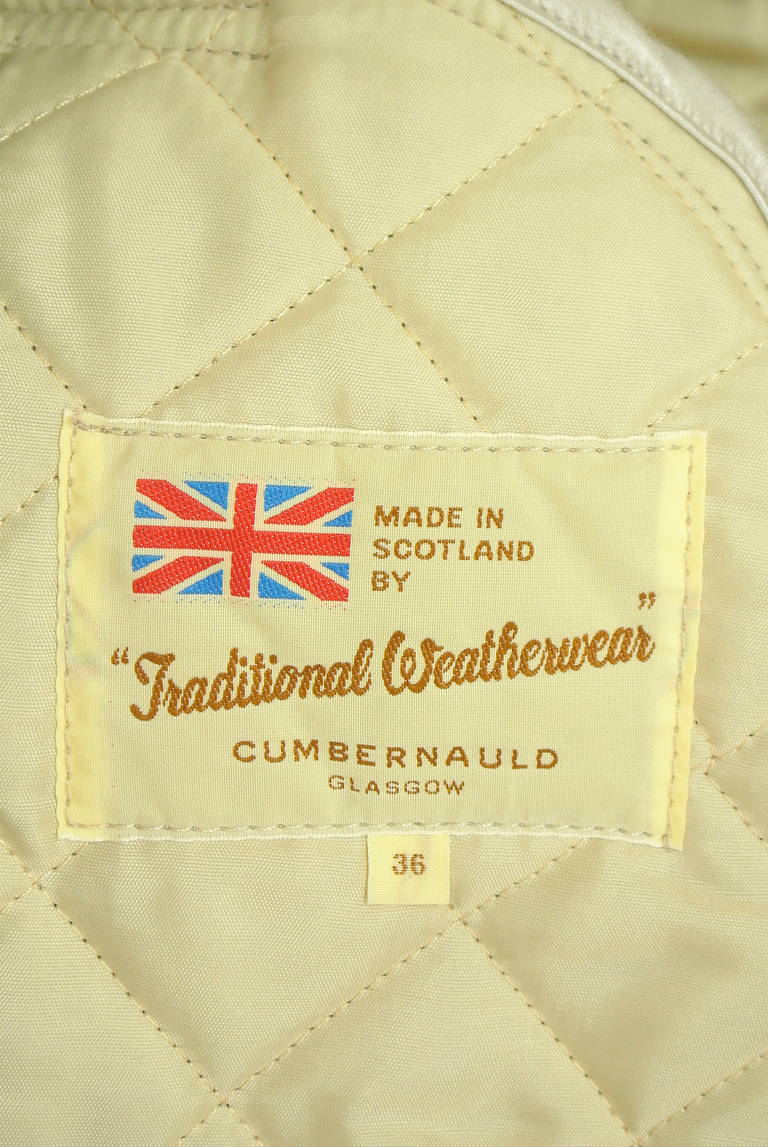 MADE IN
SCOTLAND
BY
“Traditional Weatherwear”
CUMBERNAULD
GLASGOW
36